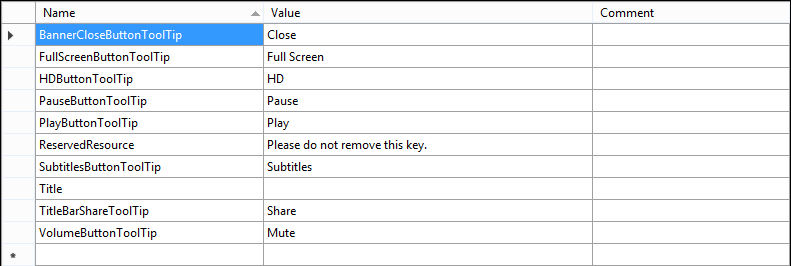 Name Value Comment
BannerCloseButtonToolTip Close
FullScreenButtonToolTip Full Screen
HDButtonToolTip HD
PauseButtonToolTip Pause
PlayButtonToolTip Play
ReservedResource Please do not remove this key.
SubtitlesButtonToolTip Subtitles
Title
TitleBarShareToolTip Share
VolumeButtonToolTip Mute